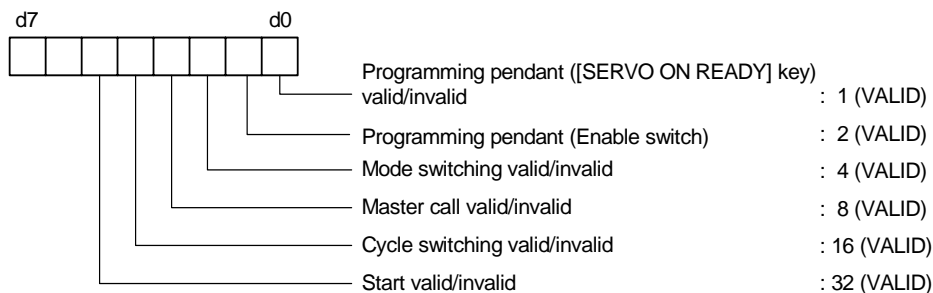 d7 d0
Programming pendant ([SERVO ON READY] key)
valid/invalid : 1 (VALID)
Programming pendant (Enable switch) : 2 (VALID)
Mode switching valid/invalid : 4 (VALID)
Master call valid/invalid : 8 (VALID)
Cycle switching valid/invalid : 16 (VALID)
Start valid/invalid : 32 (VALID)